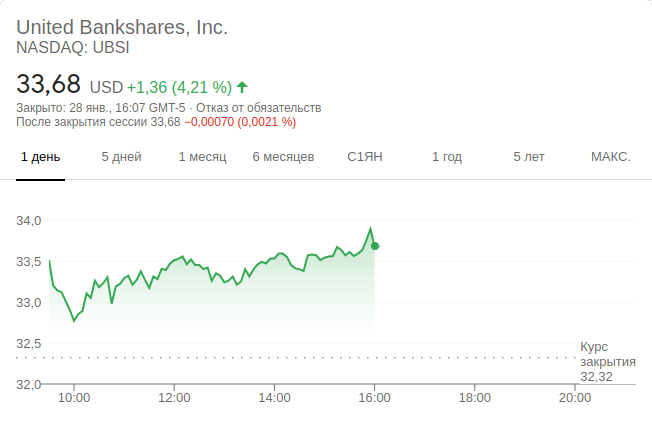 United Bankshares, Inc.
NASDAQ: UBSI
33,68 USD +1,36 (4,21 %)
Закрыто: 28 янв., 16:07 GMT-5 · Отказ от обязательств
После закрытия сессии 33,68 −0,00070 (0,0021 %)
1 день 5 дней 1 месяц 6 месяцев С1ЯН 1 год 5 лет МАКС.
34,0
33,5
33,0
32,5
Курс
закрытия
32,32
32,0
10:00 12:00 14:00 16:00 18:00 20:00